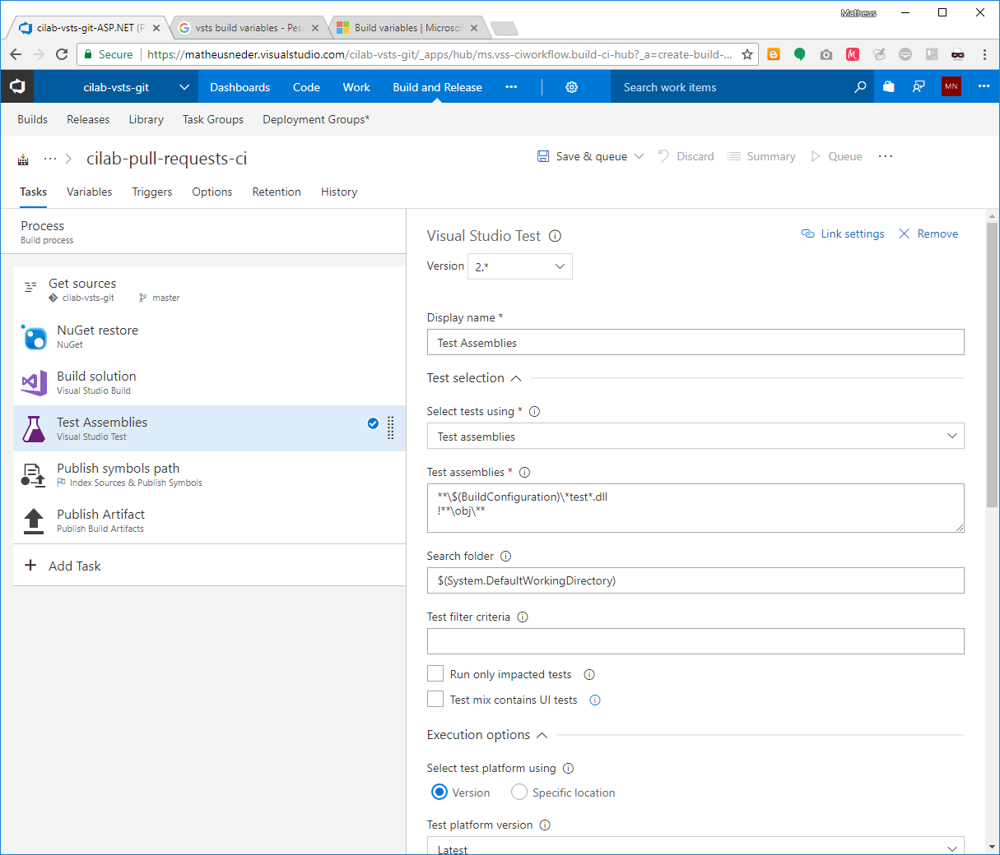 Matheus
cilab-vsts-git-ASP.NET (P
vsts build variables - Pes
Build variables | Microsof
Secure
https://matheusneder.visualstudio.com/cilab-vsts-git/_apps/hub/ms.vss-ciworkflow.build-ci-hub?_a=create-build-...
cilab-vsts-git
Dashboards
Code
Work
Build and Release
Search work items
MN
Builds
Releases
Library
Task Groups
Deployment Groups*
cilab-pull-requests-ci
Save & queue
Discard
Summary
Queue
Tasks
Variables
Triggers
Options
Retention
History
Process
Build process
Get sources
cilab-vsts-git
master
NuGet restore
NuGet
Build solution
Visual Studio Build
Test Assemblies
Visual Studio Test
Publish symbols path
Index Sources & Publish Symbols
Publish Artifact
Publish Build Artifacts
+ Add Task
Visual Studio Test
Link settings
Remove
Version
2.*
Display name *
Test Assemblies
Test selection
Select tests using *
Test assemblies
Test assemblies *
**\$(BuildConfiguration)\*test*.dll
!**\obj\**
Search folder
$(System.DefaultWorkingDirectory)
Test filter criteria
Run only impacted tests
Test mix contains UI tests
Execution options
Select test platform using
Version
Specific location
Test platform version
Latest